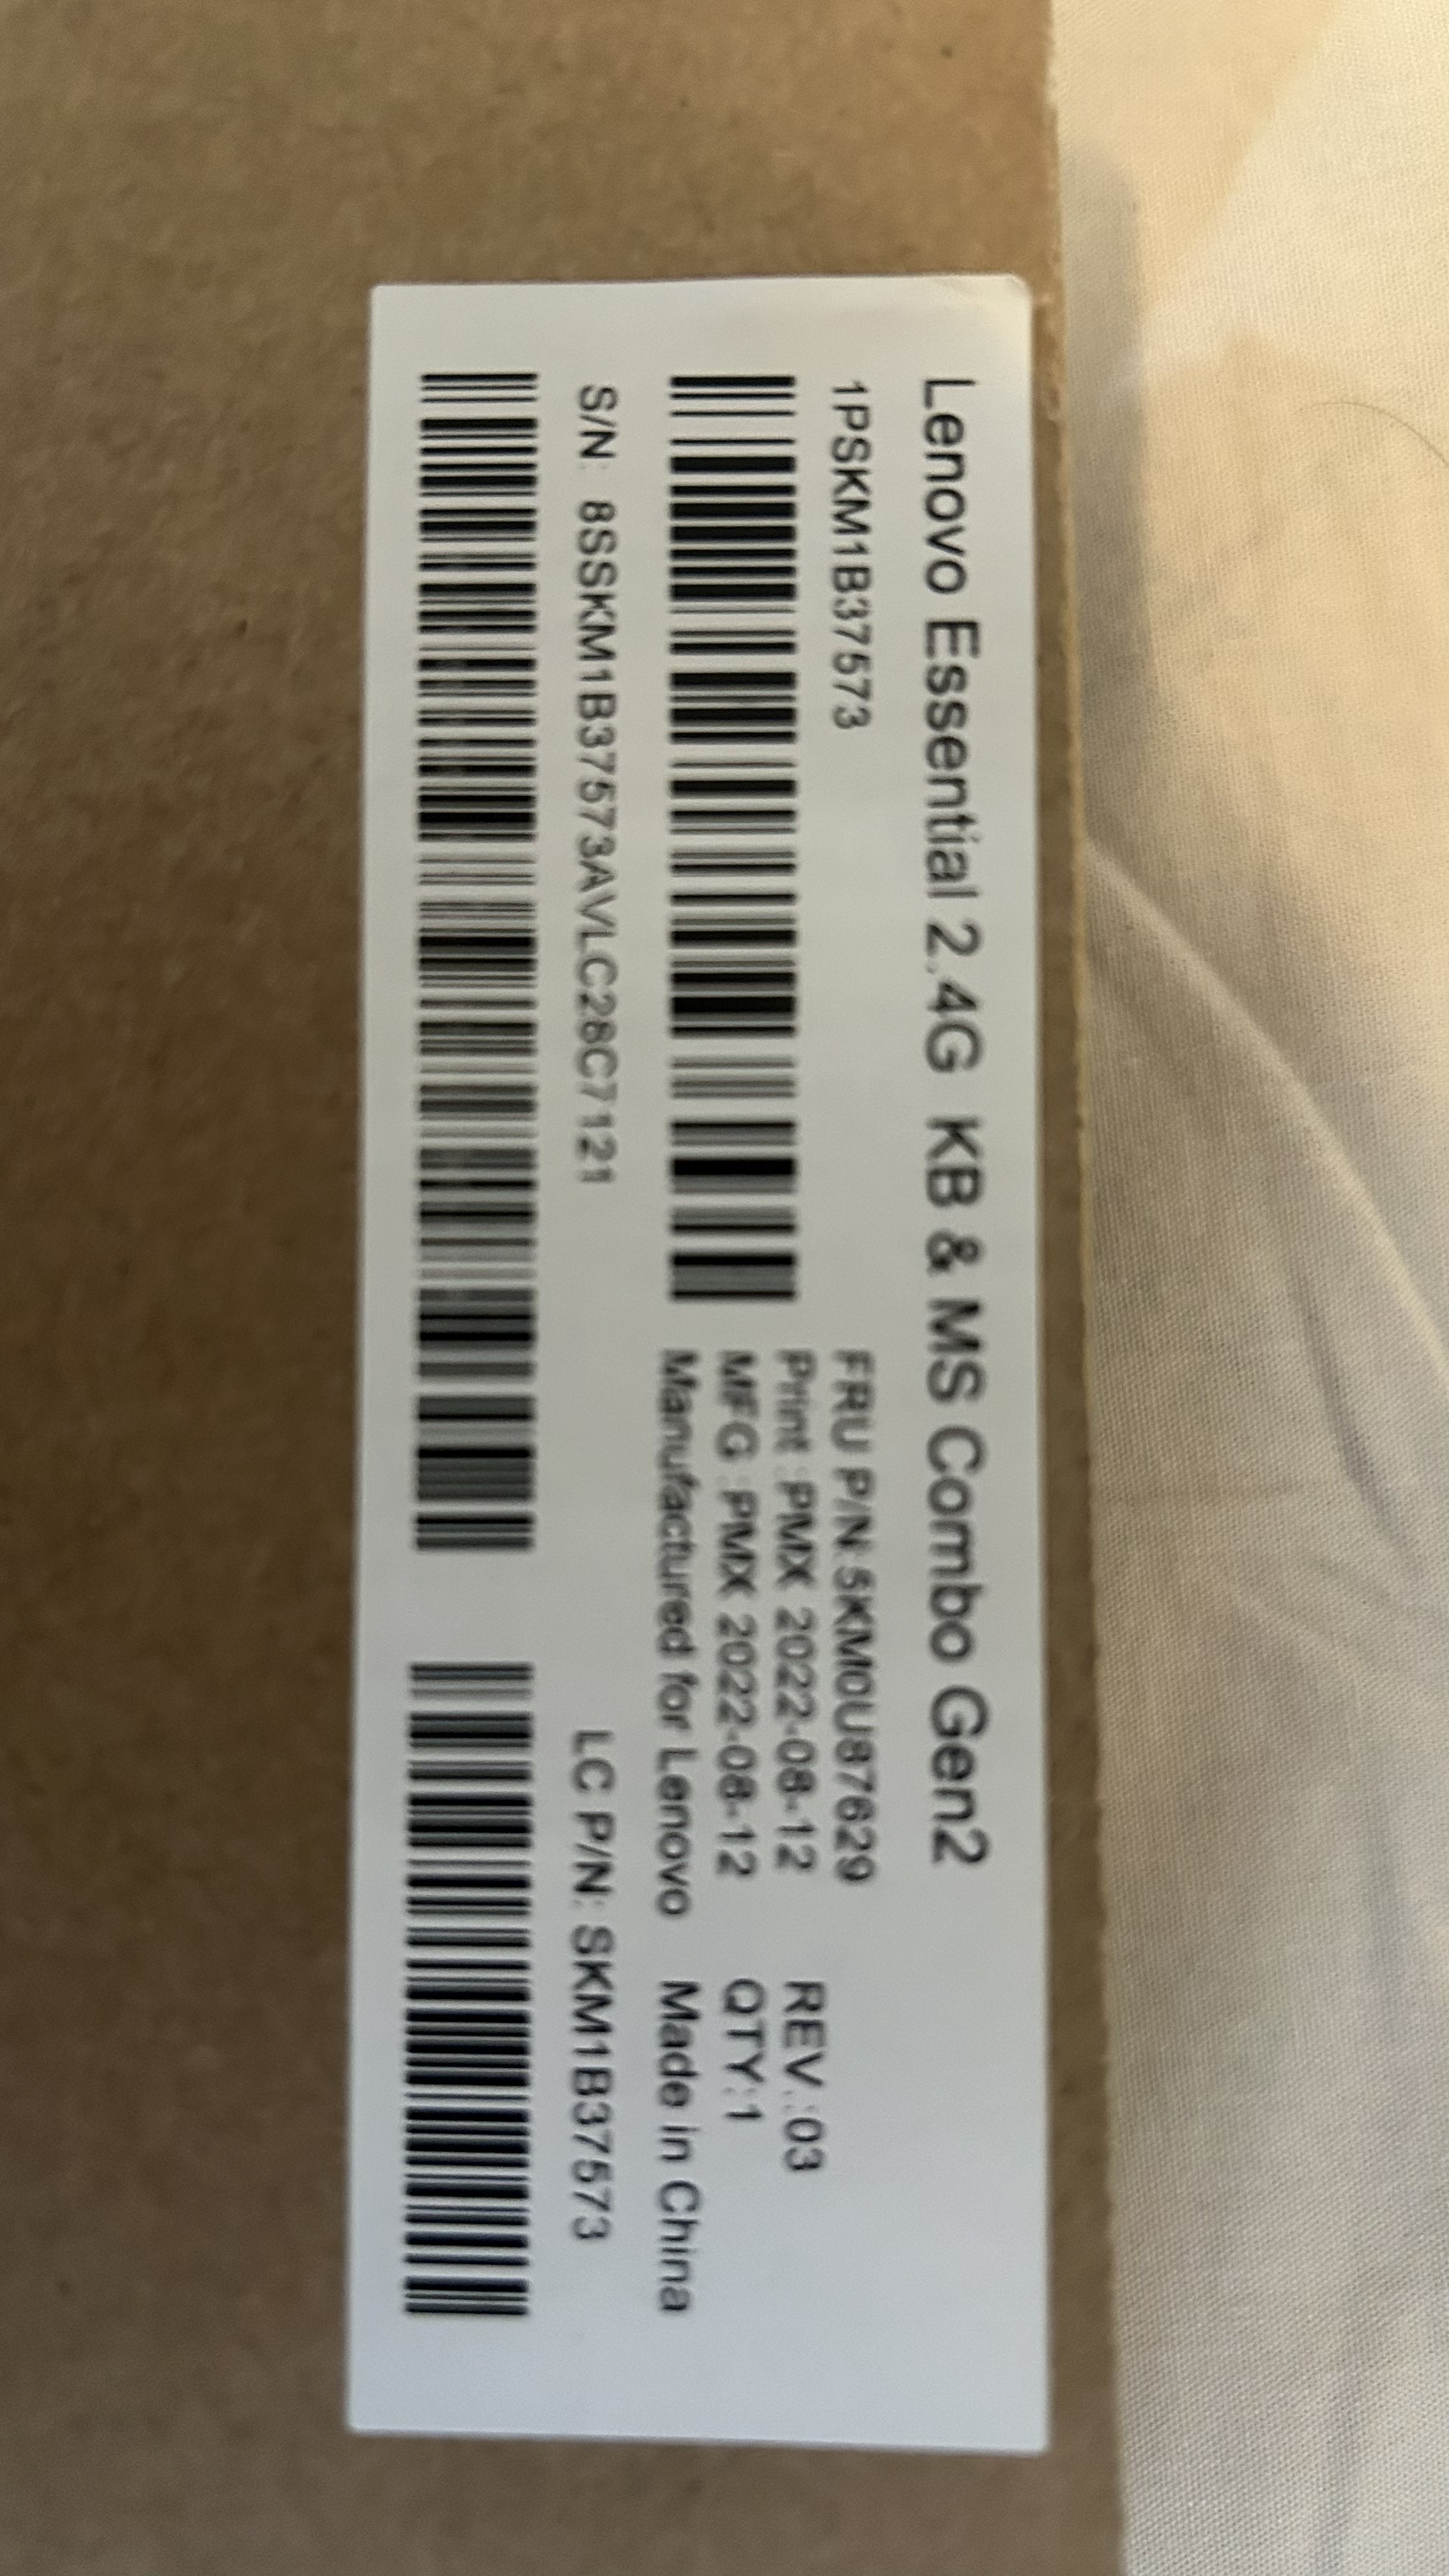 Lenovo Essential 2.4G KB & MS Combo Gen2
1PSKM1B37573
FRU P/N:5KM0U87629
Print :PMX 2022-08-12 REV.:03
MFG :PMX 2022-08-12 QTY:1
Manufactured for Lenovo Made in China
S/N: 8SSKM1B37573AVLC28C7121
LC P/N: SKM1B37573